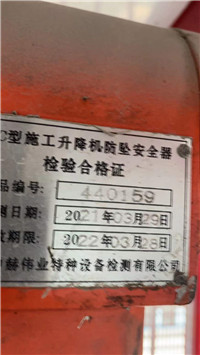 C型施工升降机防坠安全器
检验合格证
品编号: 440159
测日期: 2021年03月29日
效期限: 2022年03月28日
赫伟业特种设备检测有限公司